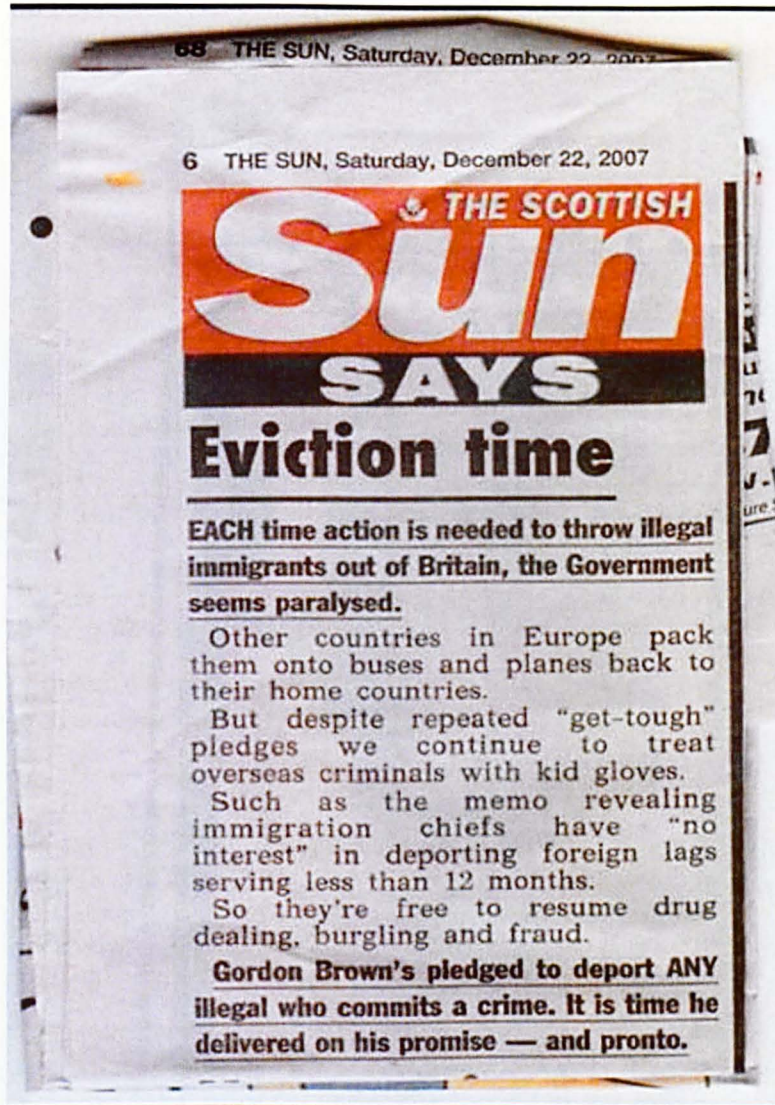 68 THE SUN, Saturday, December 22, 2007
6 THE SUN, Saturday, December 22, 2007
THE SCOTTISH
Sun
SAYS
Eviction time
EACH time action is needed to throw illegal
immigrants out of Britain, the Government
seems paralysed.
Other countries in Europe pack
them onto buses and planes back to
their home countries.
But despite repeated "get-tough"
pledges we continue to treat
overseas criminals with kid gloves.
Such as the memo revealing
immigration chiefs have "no
interest" in deporting foreign lags
serving less than 12 months.
So they're free to resume drug
dealing, burgling and fraud.
Gordon Brown's pledged to deport ANY
illegal who commits a crime. It is time he
delivered on his promise — and pronto.